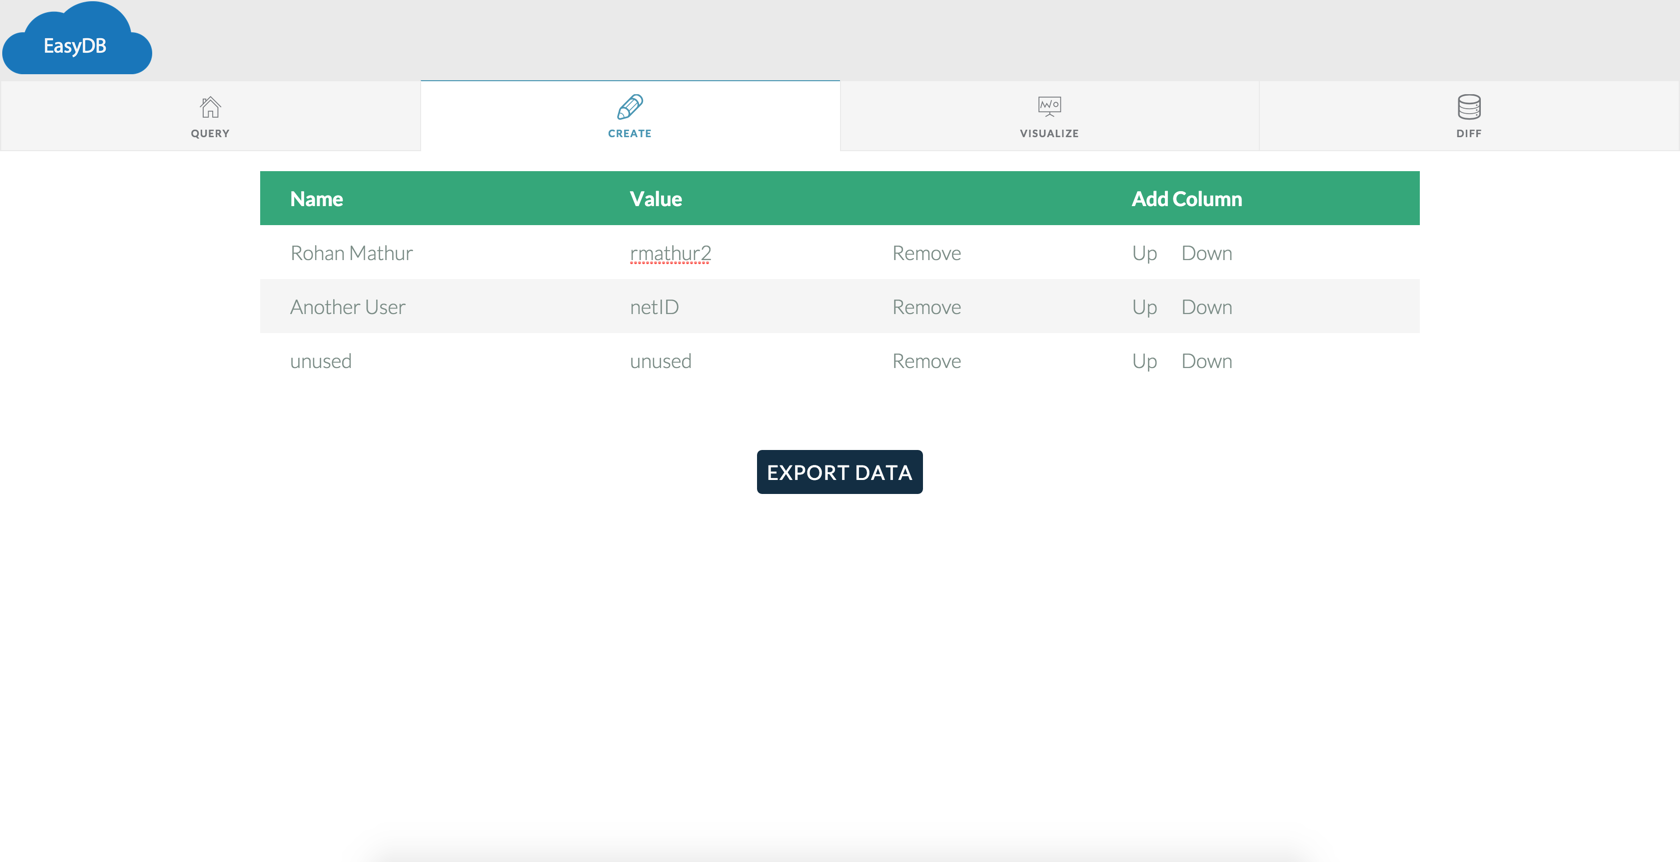 EasyDB
QUERY CREATE VISUALIZE DIFF
Name Value Add Column
Rohan Mathur rmathur2 Remove Up Down
Another User netID Remove Up Down
unused unused Remove Up Down
EXPORT DATA